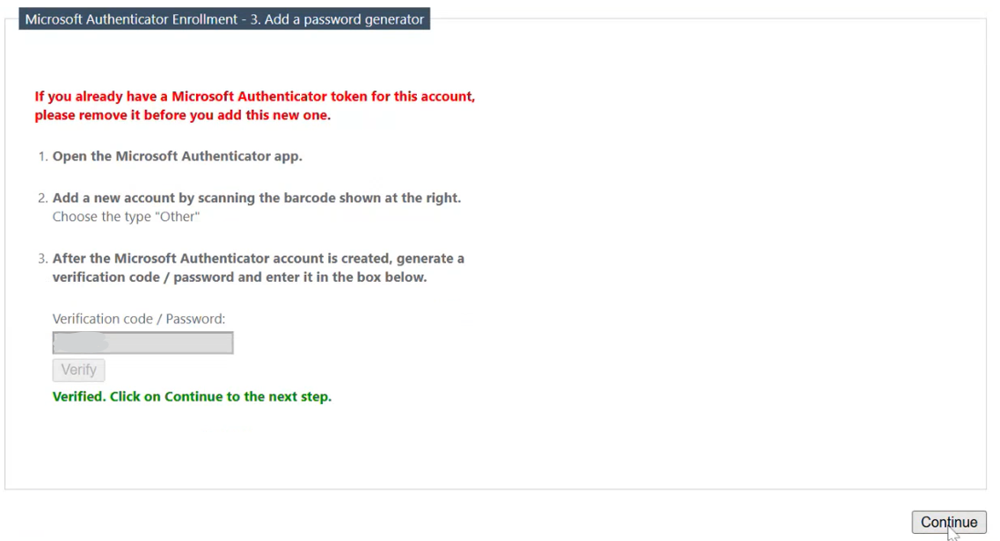 Microsoft Authenticator Enrollment - 3. Add a password generator
If you already have a Microsoft Authenticator token for this account,
please remove it before you add this new one.
1. Open the Microsoft Authenticator app.
2. Add a new account by scanning the barcode shown at the right.
Choose the type "Other"
3. After the Microsoft Authenticator account is created, generate a
verification code / password and enter it in the box below.
Verification code / Password:
Verify
Verified. Click on Continue to the next step.
Continue